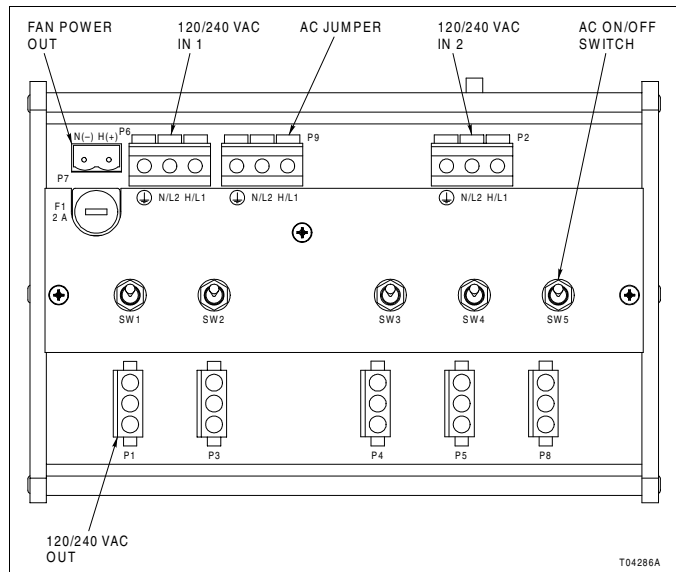 FAN POWER
OUT
120/240 VAC
IN 1
AC JUMPER
120/240 VAC
IN 2
AC ON/OFF
SWITCH
N(−) H(+)
P6
P9
P2
P7
N/L2 H/L1
N/L2 H/L1
N/L2 H/L1
F1
2 A
SW1
SW2
SW3
SW4
SW5
P1
P3
P4
P5
P8
120/240 VAC
OUT
T04286A